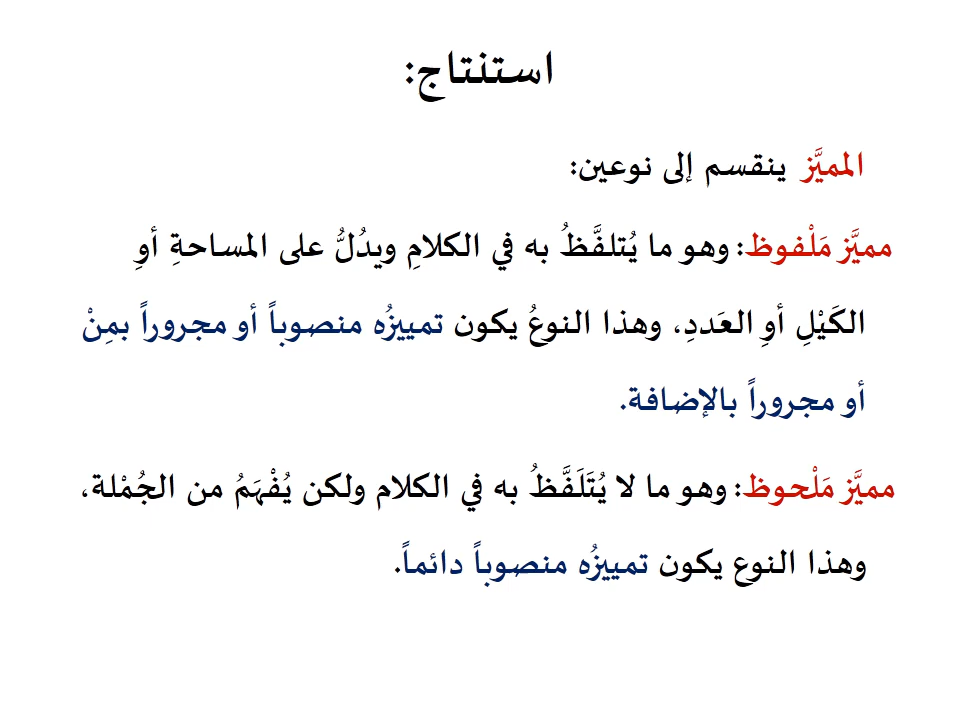 استنتاج:
المميَّز ينقسم إلى نوعين:
مميَّز مَلْفوظ: وهو ما يُتلفَّظُ به في الكلامِ ويدُلُّ على المساحةِ أوِ
الكَيْلِ أوِ العَددِ، وهذا النوعُ يكون تمييزُه منصوباً أو مجروراً بمِنْ
أو مجروراً بالإضافة.
مميَّز مَلْحوظ: وهو ما لا يُتَلَفَّظُ به في الكلام ولكن يُفْهَمُ من الجُمْلة،
وهذا النوع يكون تمييزُه منصوباً دائماً.